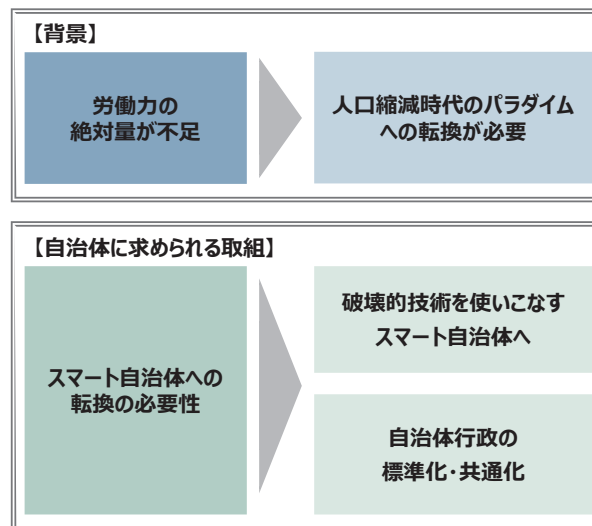 【背景】
労働力の
絶対量が不足
人口縮減時代のパラダイム
への転換が必要
【自治体に求められる取組】
スマート自治体への
転換の必要性
破壊的技術を使いこなす
スマート自治体へ
自治体行政の
標準化・共通化